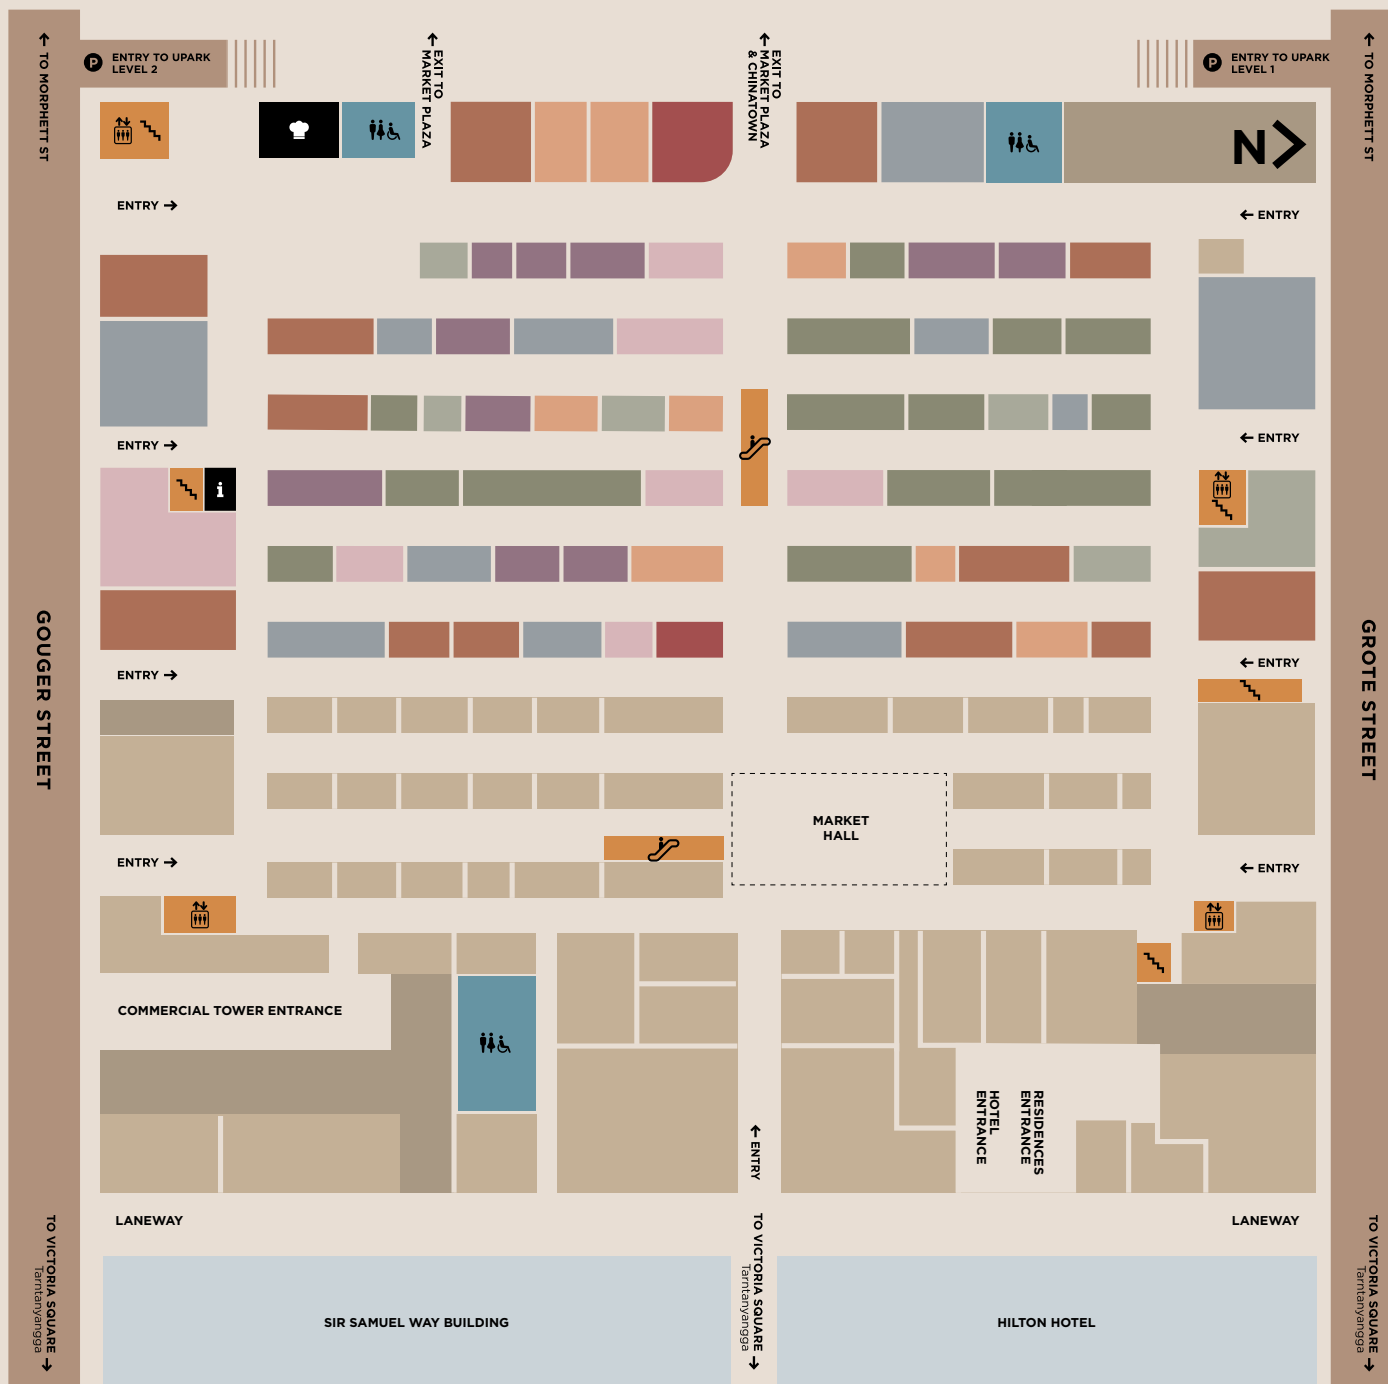 ← TO MORPHETT ST
P
ENTRY TO UPARK
LEVEL 2
← EXIT TO
MARKET PLAZA
← EXIT TO
MARKET PLAZA
& CHINATOWN
P
ENTRY TO UPARK
LEVEL 1
← TO MORPHETT ST
N
ENTRY →
← ENTRY
ENTRY →
← ENTRY
i
GOUGER STREET
GROTE STREET
ENTRY →
← ENTRY
MARKET
HALL
ENTRY →
← ENTRY
COMMERCIAL TOWER ENTRANCE
HOTEL
ENTRANCE
RESIDENCES
ENTRANCE
← ENTRY
LANEWAY
LANEWAY
TO VICTORIA SQUARE →
Tarntanyangga
TO VICTORIA SQUARE →
Tarntanyangga
TO VICTORIA SQUARE →
Tarntanyangga
SIR SAMUEL WAY BUILDING
HILTON HOTEL